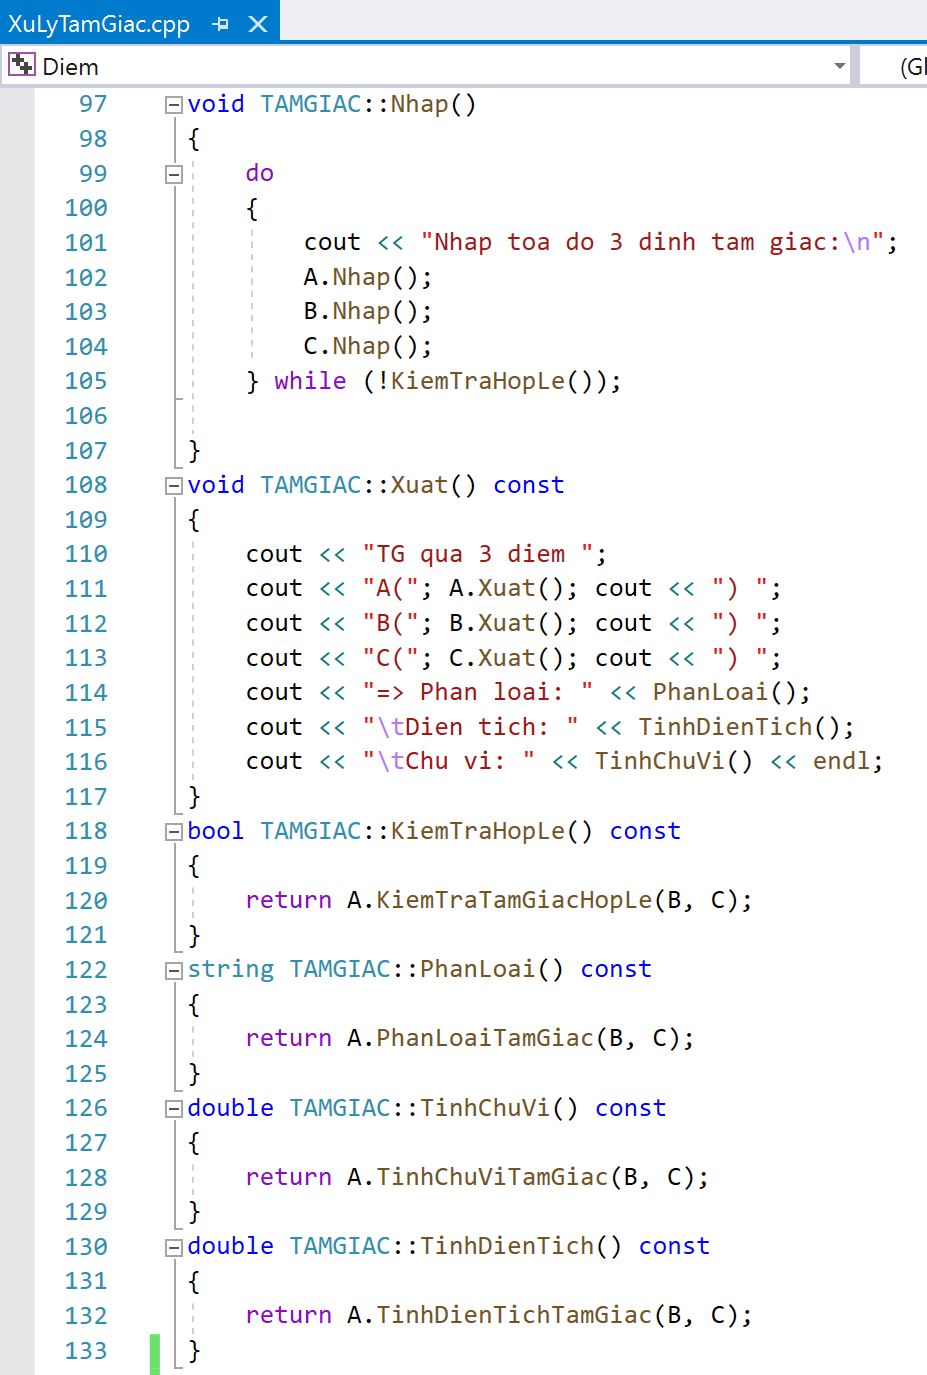 XuLyTamGiac.cpp
Diem (Gl
97 void TAMGIAC::Nhap()
98 {
99 do
100 {
101 cout << "Nhap toa do 3 dinh tam giac:\n";
102 A.Nhap();
103 B.Nhap();
104 C.Nhap();
105 } while (!KiemTraHopLe());
106
107 }
108 void TAMGIAC::Xuat() const
109 {
110 cout << "TG qua 3 diem ";
111 cout << "A("; A.Xuat(); cout << ") ";
112 cout << "B("; B.Xuat(); cout << ") ";
113 cout << "C("; C.Xuat(); cout << ") ";
114 cout << "=> Phan loai: " << PhanLoai();
115 cout << "\tDien tich: " << TinhDienTich();
116 cout << "\tChu vi: " << TinhChuVi() << endl;
117 }
118 bool TAMGIAC::KiemTraHopLe() const
119 {
120 return A.KiemTraTamGiacHopLe(B, C);
121 }
122 string TAMGIAC::PhanLoai() const
123 {
124 return A.PhanLoaiTamGiac(B, C);
125 }
126 double TAMGIAC::TinhChuVi() const
127 {
128 return A.TinhChuViTamGiac(B, C);
129 }
130 double TAMGIAC::TinhDienTich() const
131 {
132 return A.TinhDienTichTamGiac(B, C);
133 }